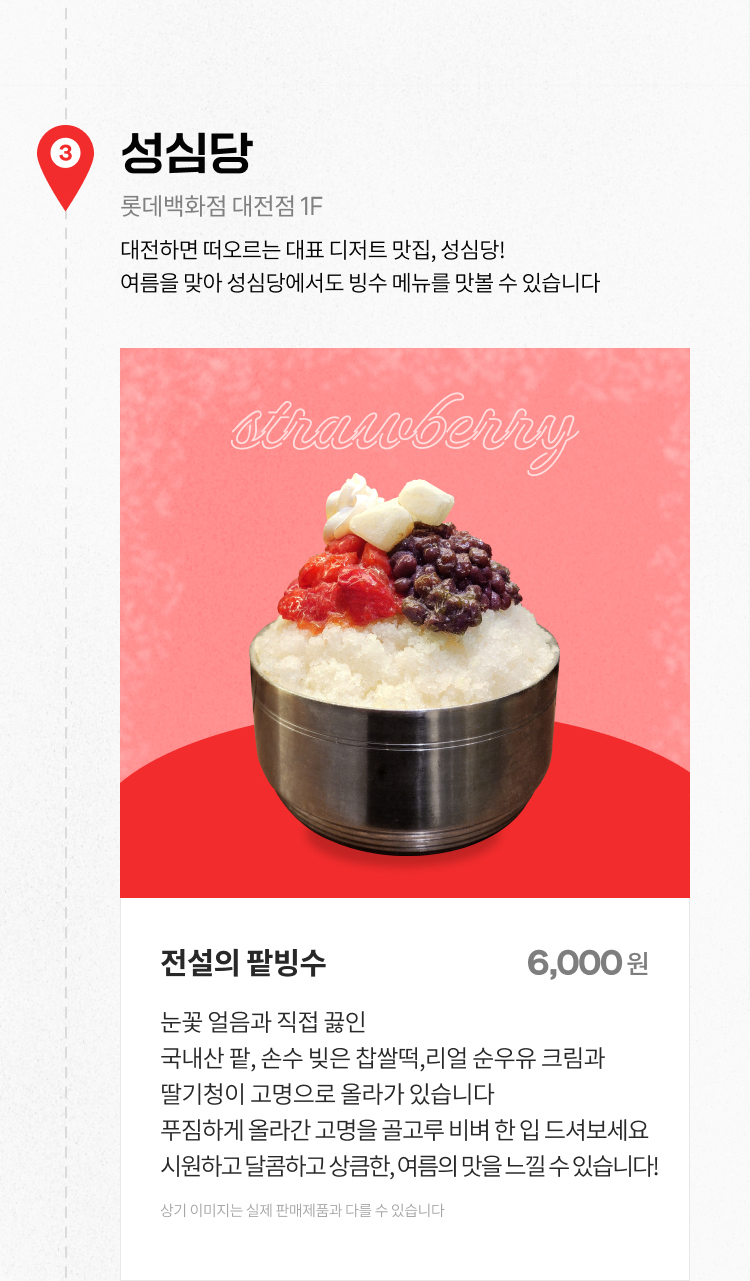 3
성심당
롯데백화점 대전점 1F
대전하면 떠오르는 대표 디저트 맛집, 성심당!
여름을 맞아 성심당에서도 빙수 메뉴를 맛볼 수 있습니다
strawberry
전설의 팥빙수 6,000원
눈꽃 얼음과 직접 끓인
국내산 팥, 손수 빚은 찹쌀떡,리얼 순우유 크림과
딸기청이 고명으로 올라가 있습니다
푸짐하게 올라간 고명을 골고루 비벼 한 입 드셔보세요
시원하고 달콤하고 상큼한, 여름의 맛을 느낄 수 있습니다!
상기 이미지는 실제 판매제품과 다를 수 있습니다